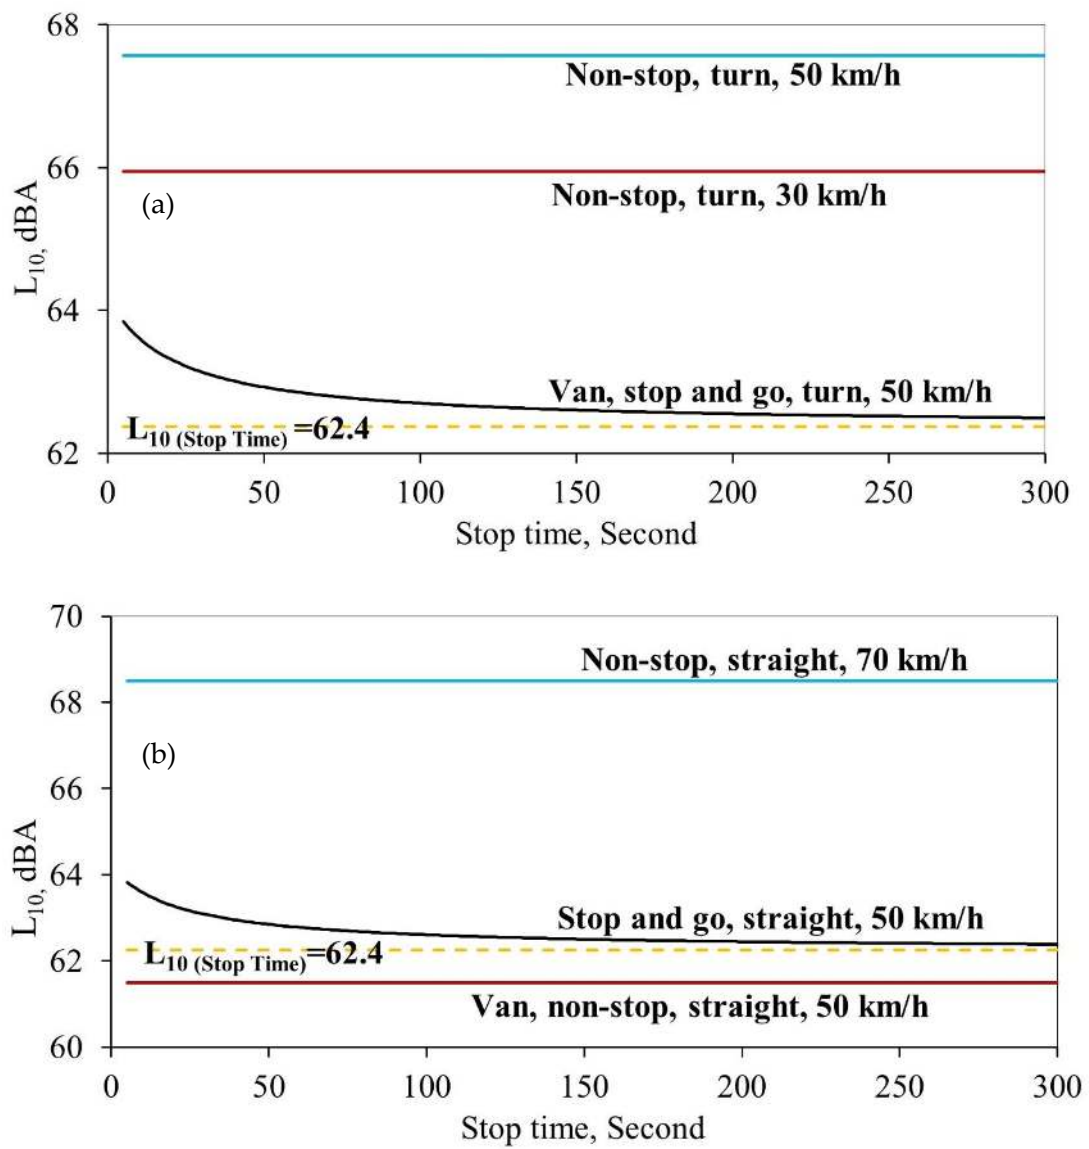 68
Non-stop, turn, 50 km/h
66
Non-stop, turn, 30 km/h
(a)
L10, dBA
64
Van, stop and go, turn, 50 km/h
L10 (Stop Time) =62.4
62
0 50 100 150 200 250 300
Stop time, Second
70
Non-stop, straight, 70 km/h
68
(b)
66
L10, dBA
64
Stop and go, straight, 50 km/h
L10 (Stop Time)=62.4
62
Van, non-stop, straight, 50 km/h
60
0 50 100 150 200 250 300
Stop time, Second